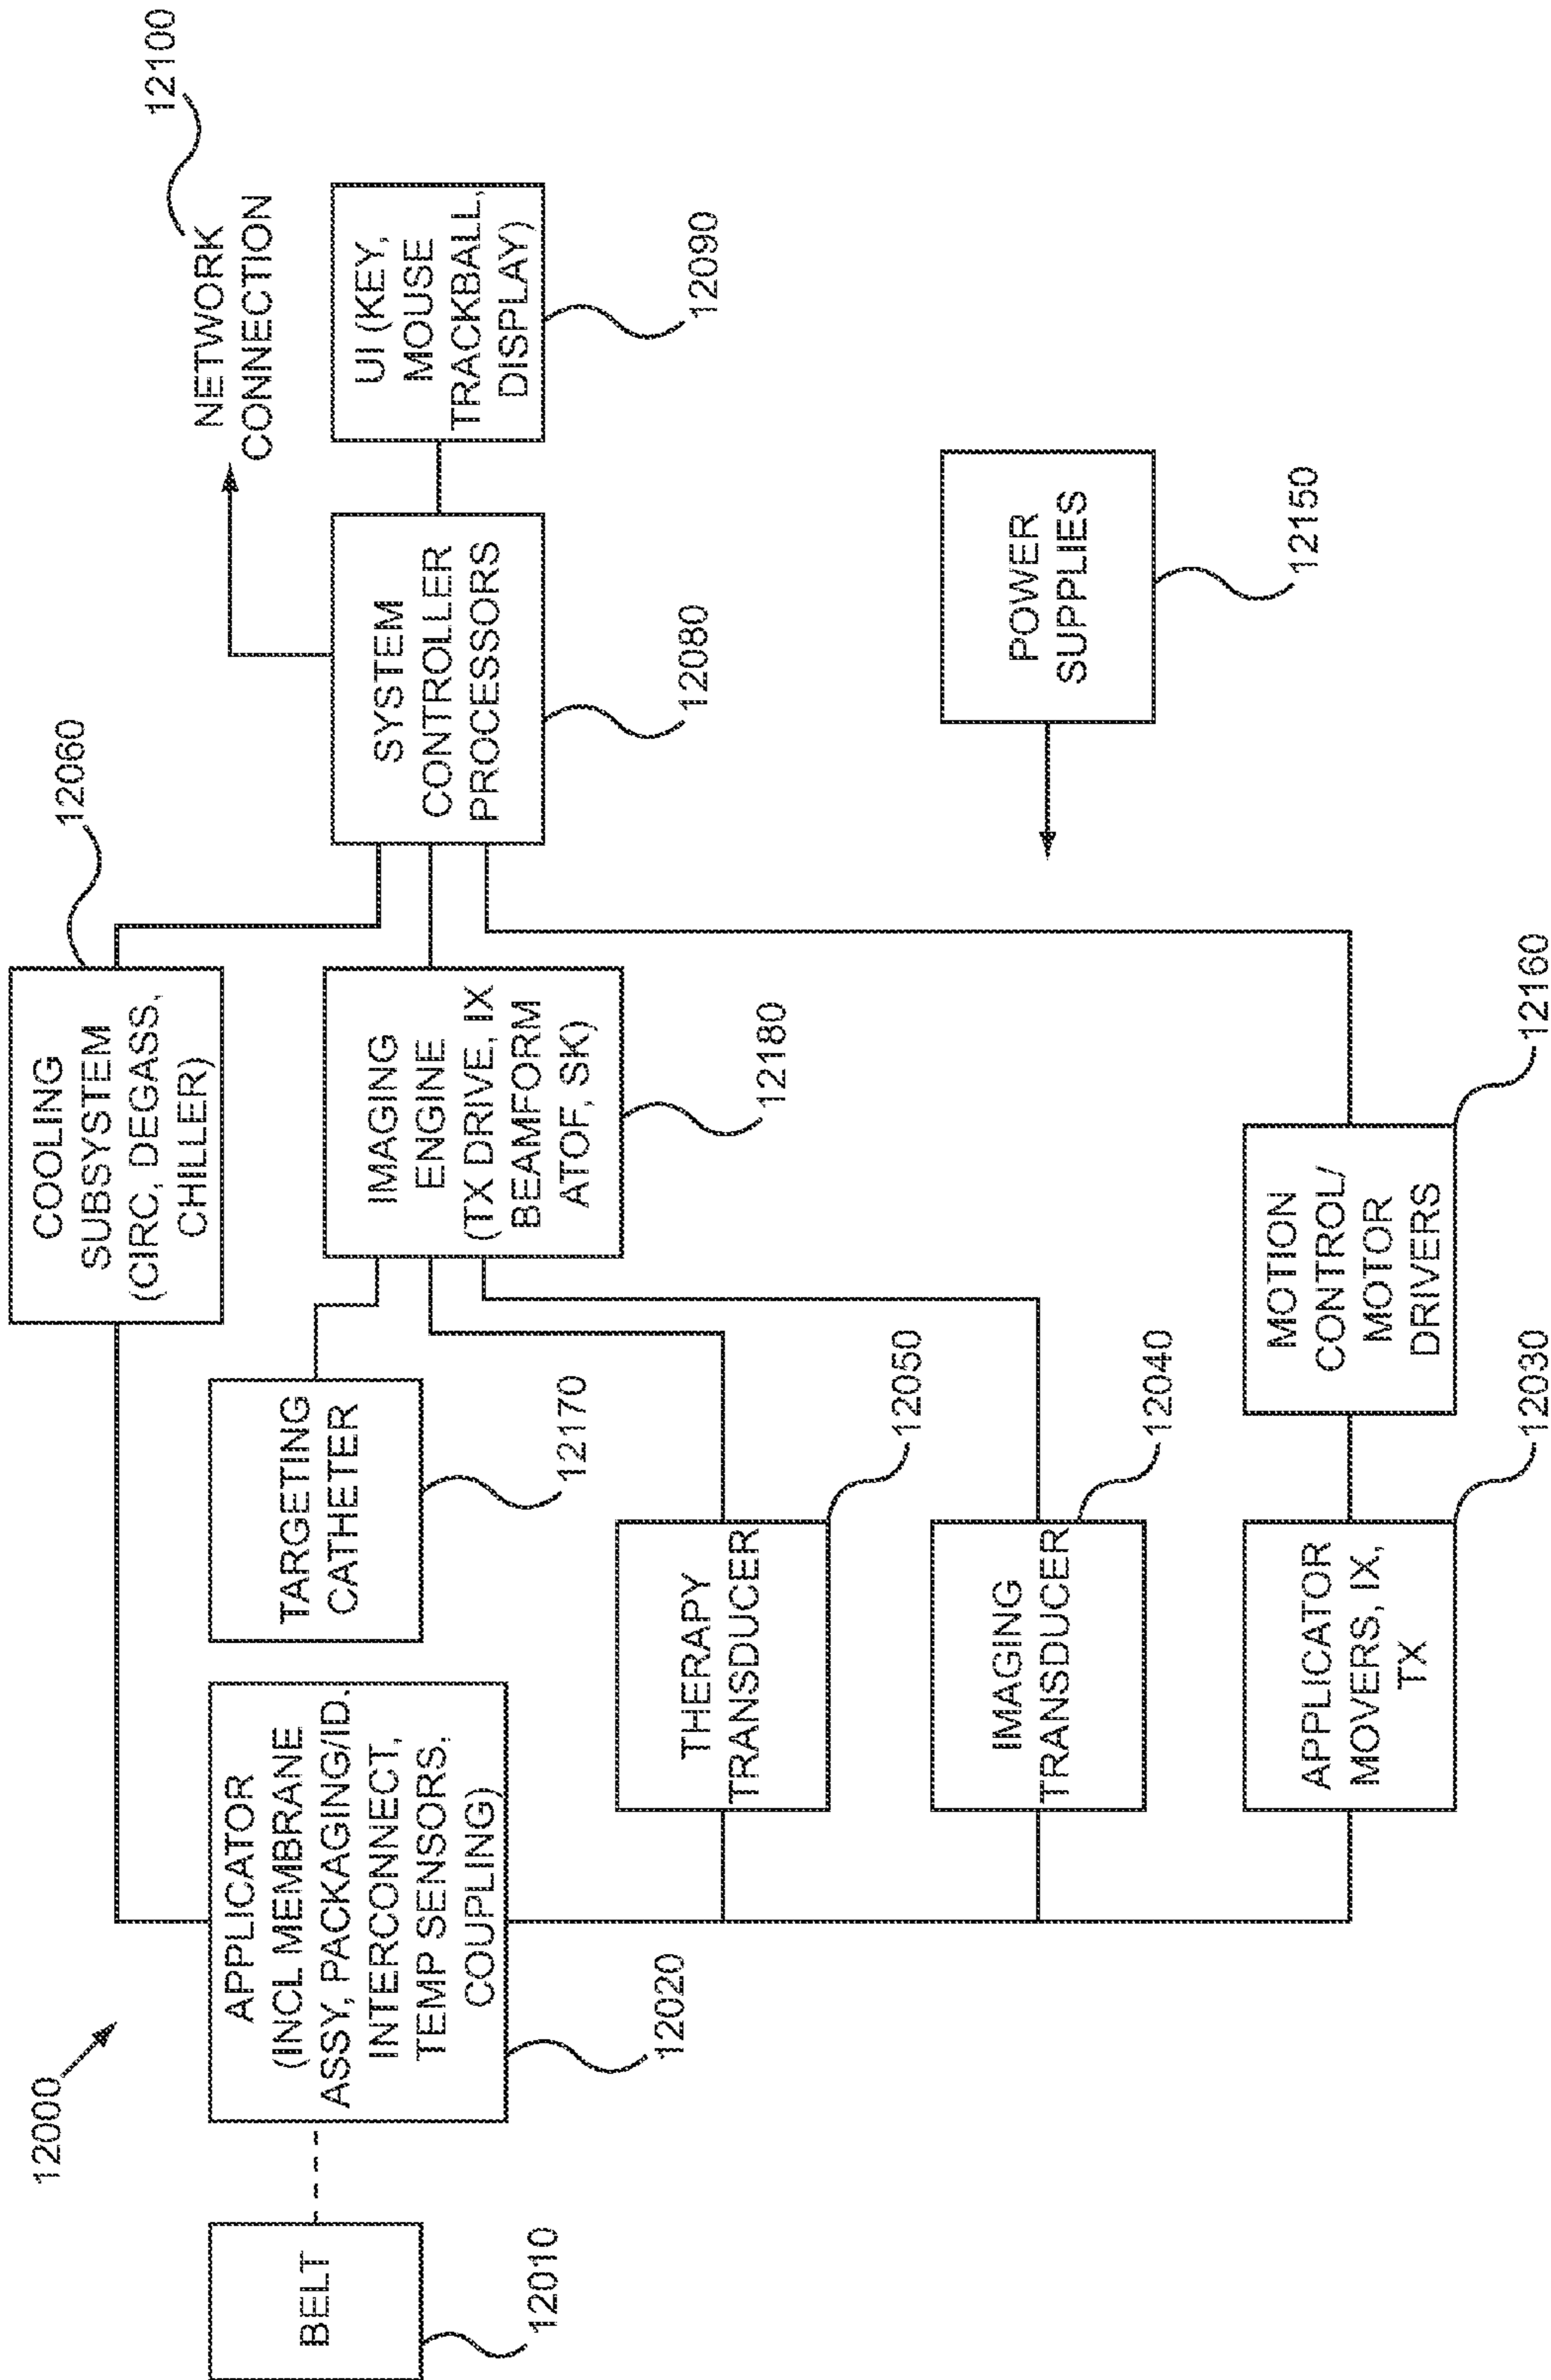 12000
12060
12100
COOLING
SUBSYSTEM
(CIRC, DEGASS,
CHILLER)
NETWORK
CONNECTION
BELT
12010
APPLICATOR
(INCL MEMBRANE
ASSY, PACKAGING/ID,
INTERCONNECT,
TEMP SENSORS,
COUPLING)
12020
TARGETING
CATHETER
12170
IMAGING
ENGINE
(TX DRIVE, IX
BEAMFORM
ATOF, SK)
12180
SYSTEM
CONTROLLER
PROCESSORS
12080
UI (KEY,
MOUSE
TRACKBALL,
DISPLAY)
12090
THERAPY
TRANSDUCER
12050
IMAGING
TRANSDUCER
12040
POWER
SUPPLIES
12150
APPLICATOR
MOVERS, IX,
TX
12030
MOTION
CONTROL/
MOTOR
DRIVERS
12160